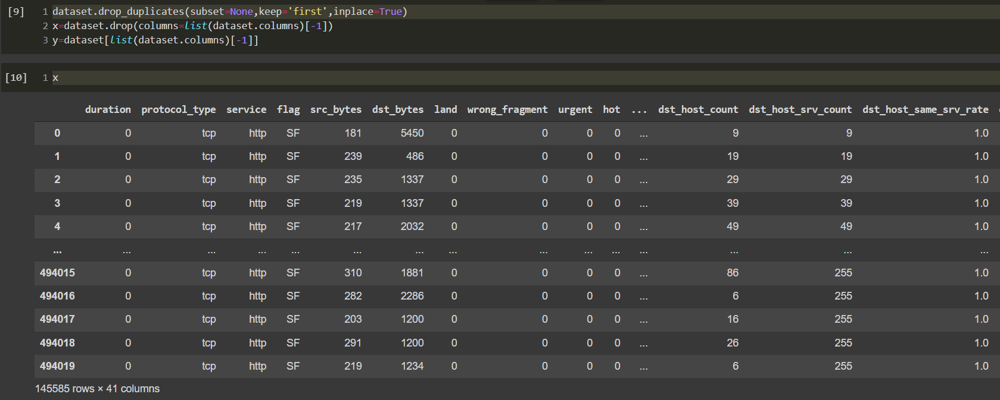 [9] 1 dataset.drop_duplicates(subset=None,keep='first',inplace=True)
2 x=dataset.drop(columns=list(dataset.columns)[-1])
3 y=dataset[list(dataset.columns)[-1]]
[10] 1 x
duration protocol_type service flag src_bytes dst_bytes land wrong_fragment urgent hot ... dst_host_count dst_host_srv_count dst_host_same_srv_rate
0 0 tcp http SF 181 5450 0 0 0 0 ... 9 9 1.0
1 0 tcp http SF 239 486 0 0 0 0 ... 19 19 1.0
2 0 tcp http SF 235 1337 0 0 0 0 ... 29 29 1.0
3 0 tcp http SF 219 1337 0 0 0 0 ... 39 39 1.0
4 0 tcp http SF 217 2032 0 0 0 0 ... 49 49 1.0
... ... ... ... ... ... ... ... ... ... ... ... ... ... ...
494015 0 tcp http SF 310 1881 0 0 0 0 ... 86 255 1.0
494016 0 tcp http SF 282 2286 0 0 0 0 ... 6 255 1.0
494017 0 tcp http SF 203 1200 0 0 0 0 ... 16 255 1.0
494018 0 tcp http SF 291 1200 0 0 0 0 ... 26 255 1.0
494019 0 tcp http SF 219 1234 0 0 0 0 ... 6 255 1.0
145585 rows × 41 columns